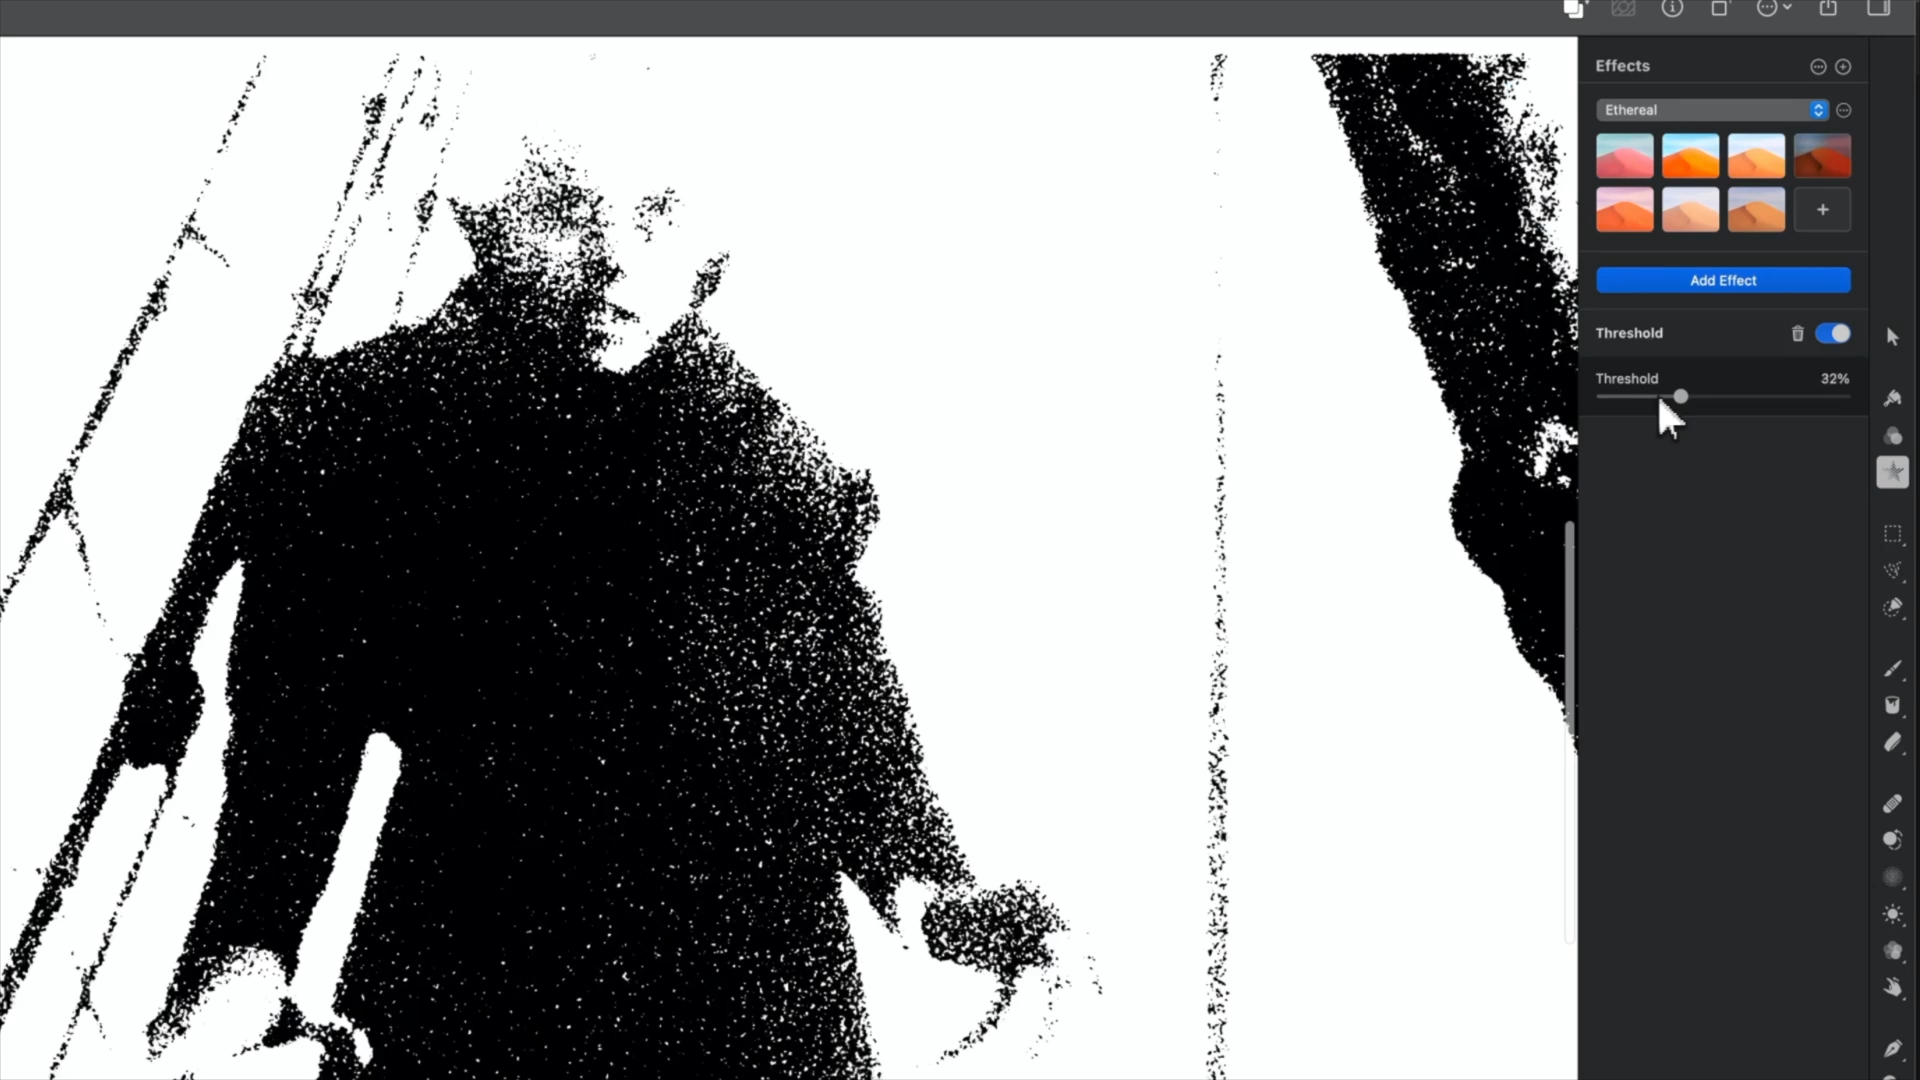 Effects
Ethereal
Add Effect
Threshold
Threshold 32%